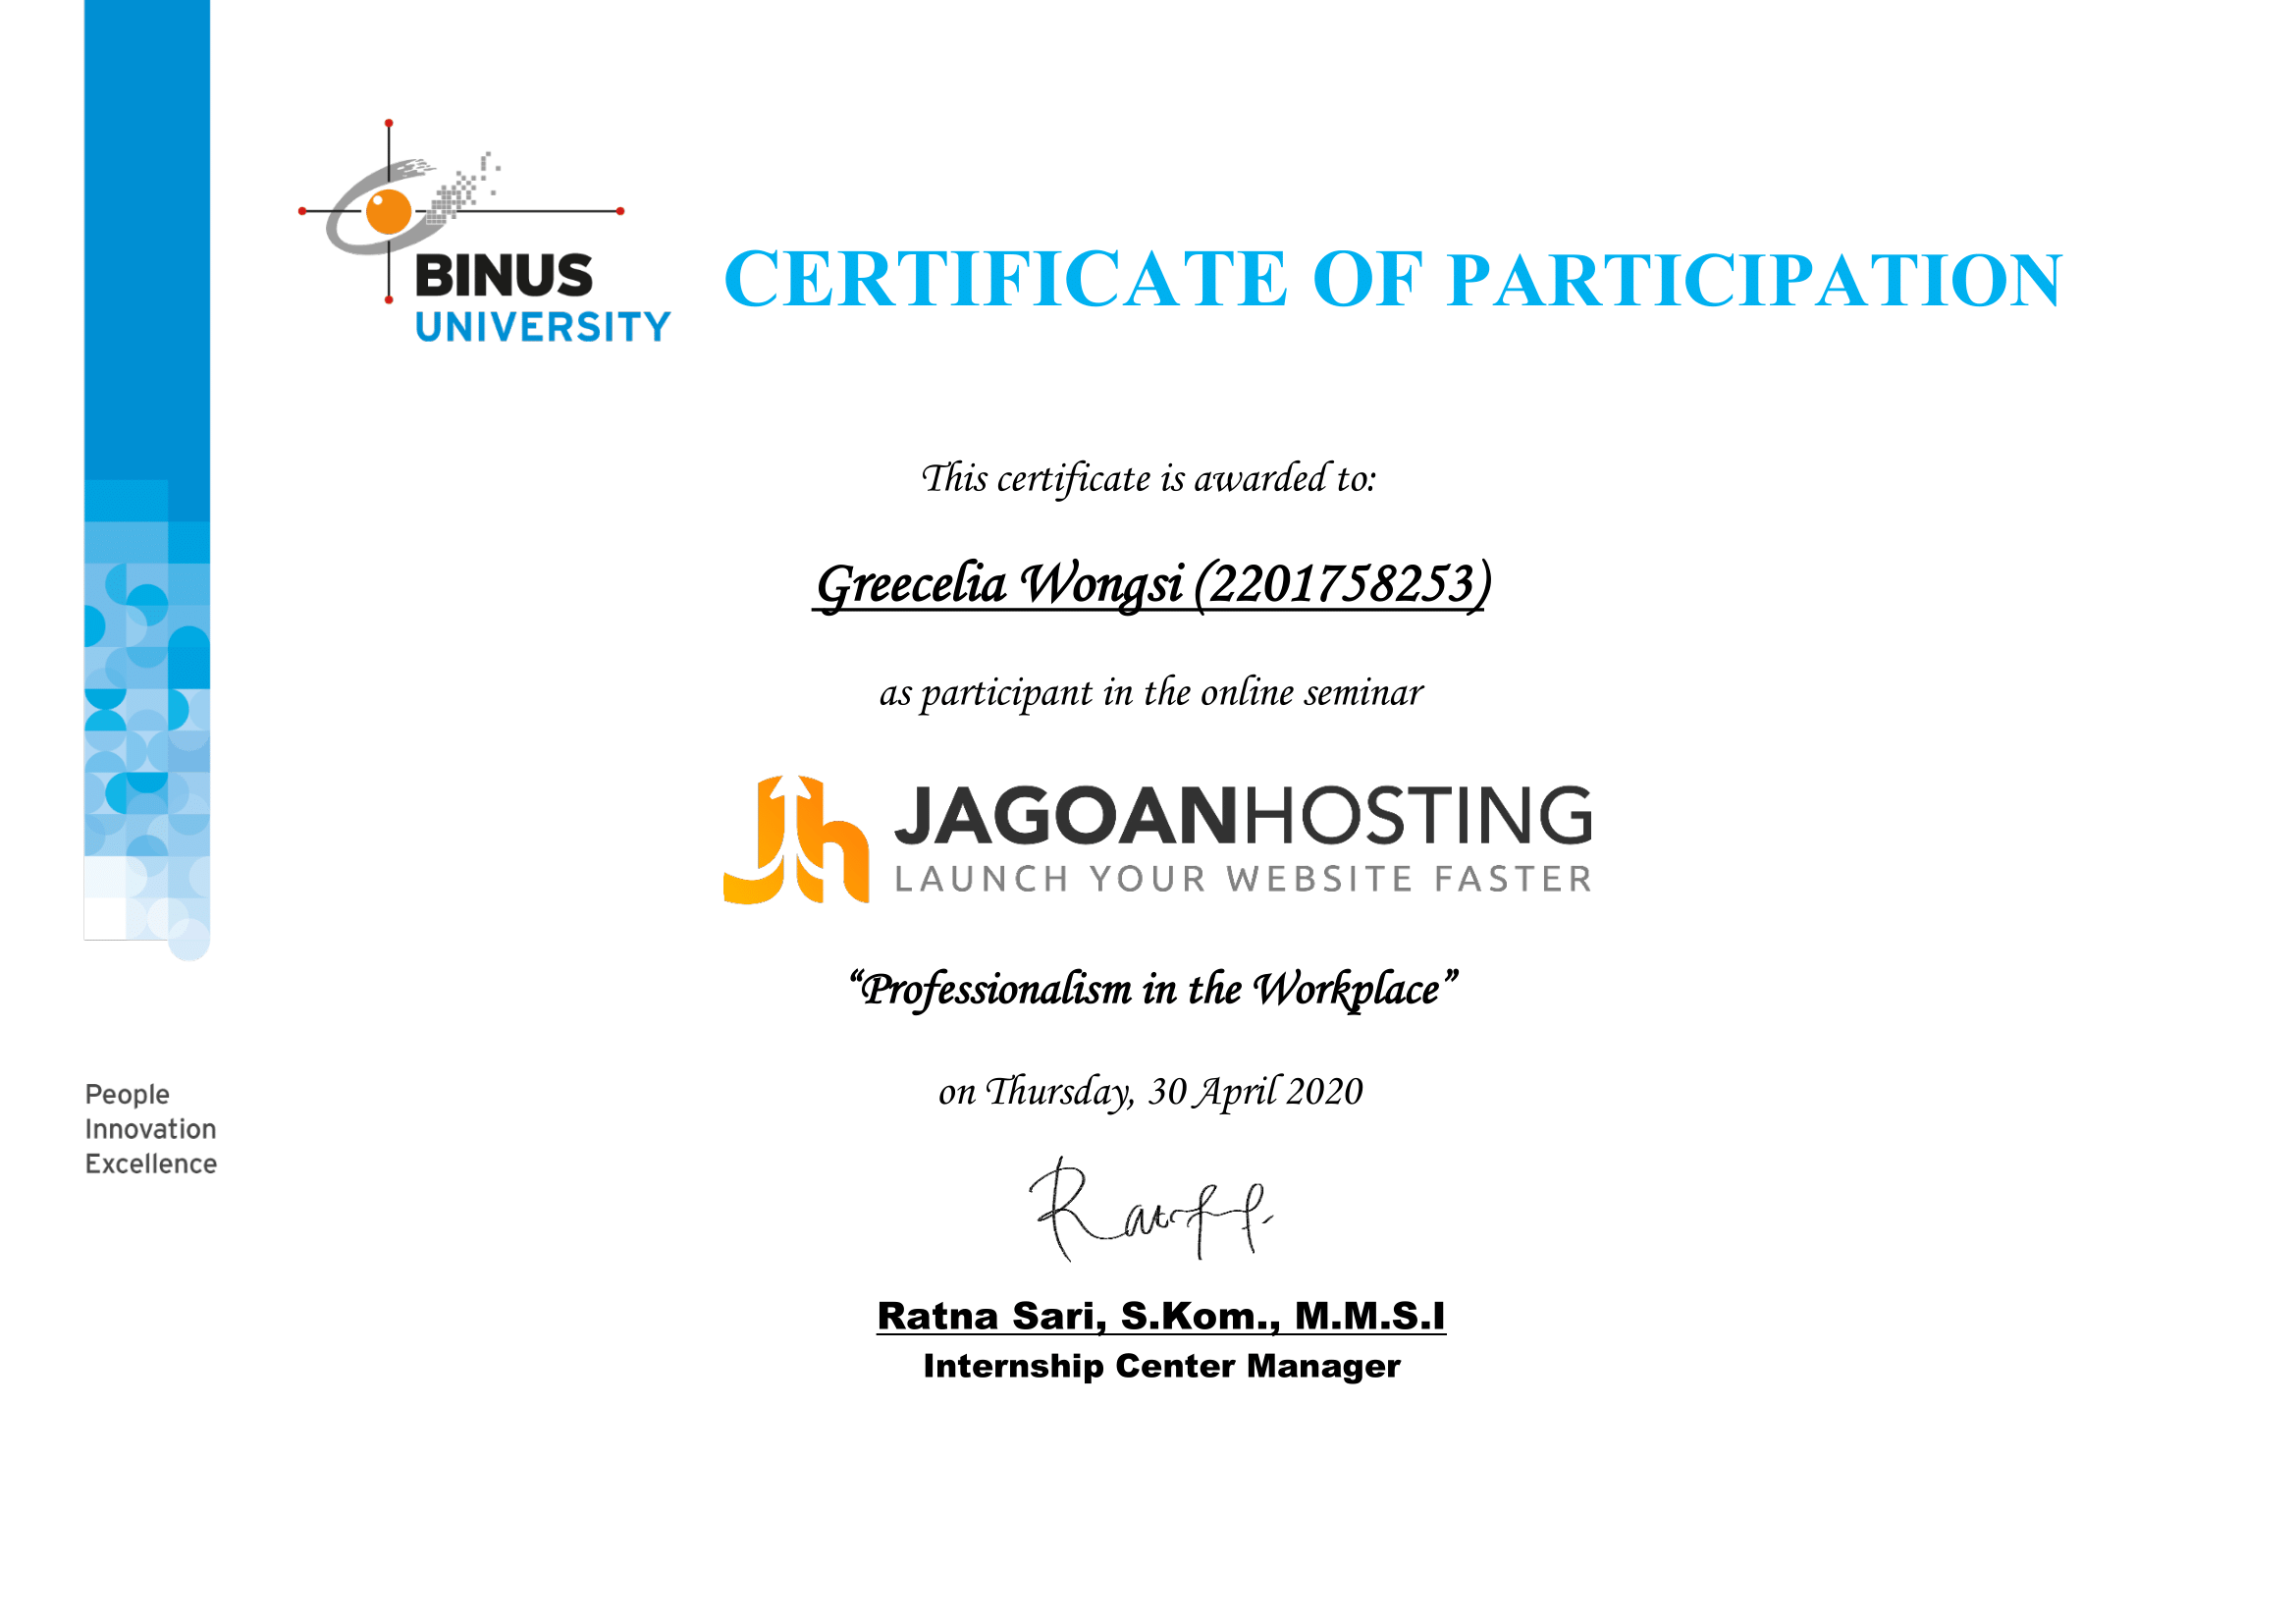 BINUS
UNIVERSITY
CERTIFICATE OF PARTICIPATION
This certificate is awarded to:
Greecelia Wongsi (2201758253)
as participant in the online seminar
Jh JAGOANHOSTING
LAUNCH YOUR WEBSITE FASTER
“Professionalism in the Workplace”
on Thursday, 30 April 2020
People
Innovation
Excellence
Ratna Sari, S.Kom., M.M.S.I
Internship Center Manager